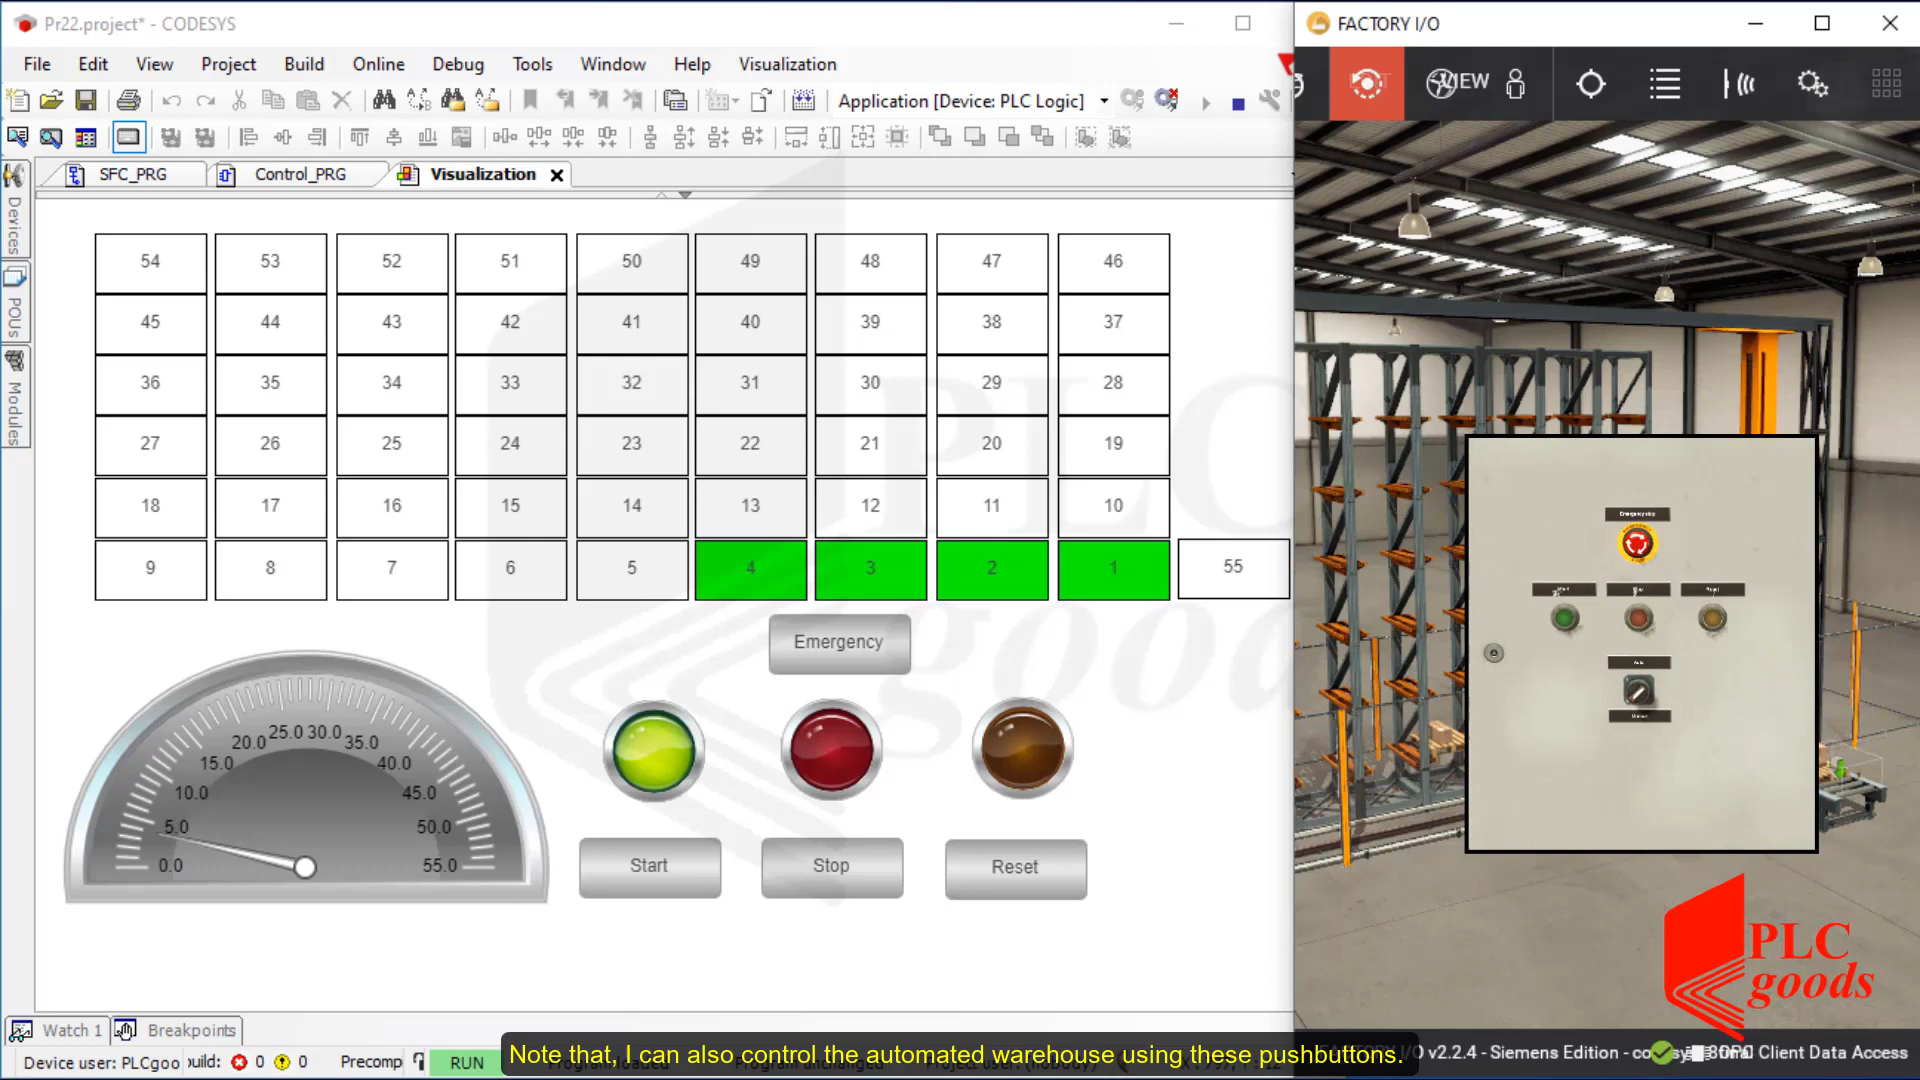 Pr22.project* - CODESYS
FACTORY I/O
File Edit View Project Build Online Debug Tools Window Help Visualization
Application [Device: PLC Logic]
VIEW
SFC_PRG
Control_PRG
Visualization
Devices
POUs
Modules
54 53 52 51 50 49 48 47 46
45 44 43 42 41 40 39 38 37
36 35 34 33 32 31 30 29 28
27 26 25 24 23 22 21 20 19
18 17 16 15 14 13 12 11 10
9 8 7 6 5 4 3 2 1 55
Emergency
0.0 5.0 10.0 15.0 20.0 25.0 30.0 35.0 40.0 45.0 50.0 55.0
Start
Stop
Reset
PLC
goods
Emergency stop
Auto
PLC
goods
Watch 1
Breakpoints
Device user: PLCgoo
uild: 0 0
Precomp
RUN
Note that, I can also control the automated warehouse using these pushbuttons.
I/O v2.2.4 - Siemens Edition -
Client Data Access